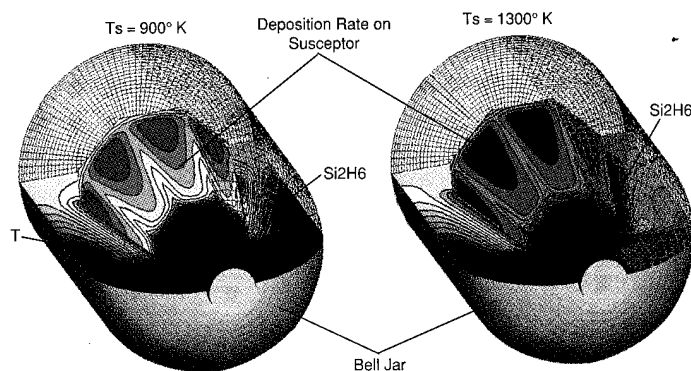 Ts = 900° K
Deposition Rate on
Susceptor
Ts = 1300° K
Si2H6
Si2H6
T
Bell Jar